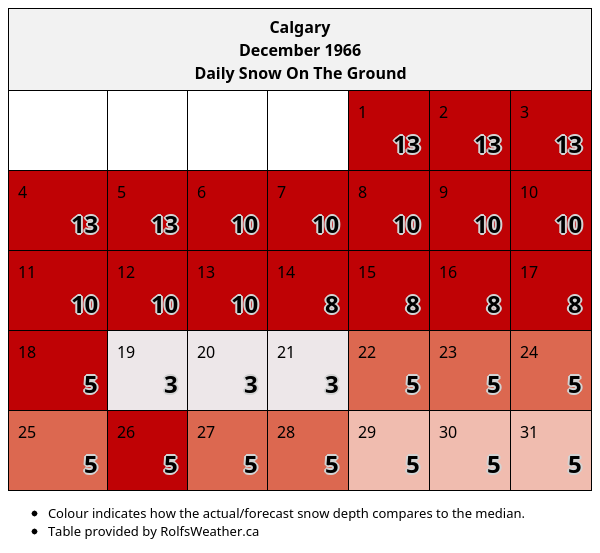 Calgary
December 1966
Daily Snow On The Ground
1 2 3
13 13 13
4 5 6 7 8 9 10
13 13 10 10 10 10 10
11 12 13 14 15 16 17
10 10 10 8 8 8 8
18 19 20 21 22 23 24
5 3 3 3 5 5 5
25 26 27 28 29 30 31
5 5 5 5 5 5 5
Colour indicates how the actual/forecast snow depth compares to the median.
Table provided by RolfsWeather.ca